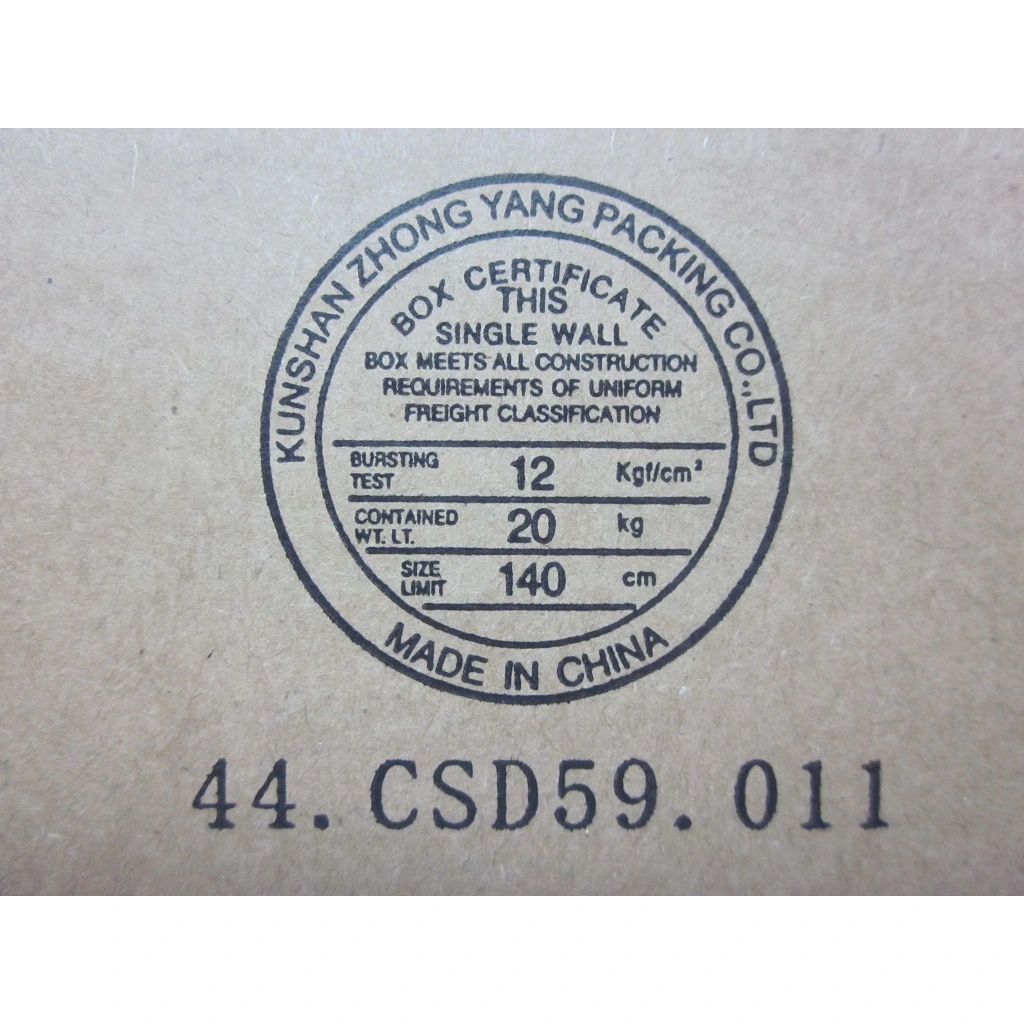 KUNSHAN ZHONG YANG PACKING CO.,LTD
BOX CERTIFICATE
THIS
SINGLE WALL
BOX MEETS ALL CONSTRUCTION
REQUIREMENTS OF UNIFORM
FREIGHT CLASSIFICATION
BURSTING TEST 12 Kgf/cm²
CONTAINED WT. LT. 20 kg
SIZE LIMIT 140 cm
MADE IN CHINA
44.CSD59.011